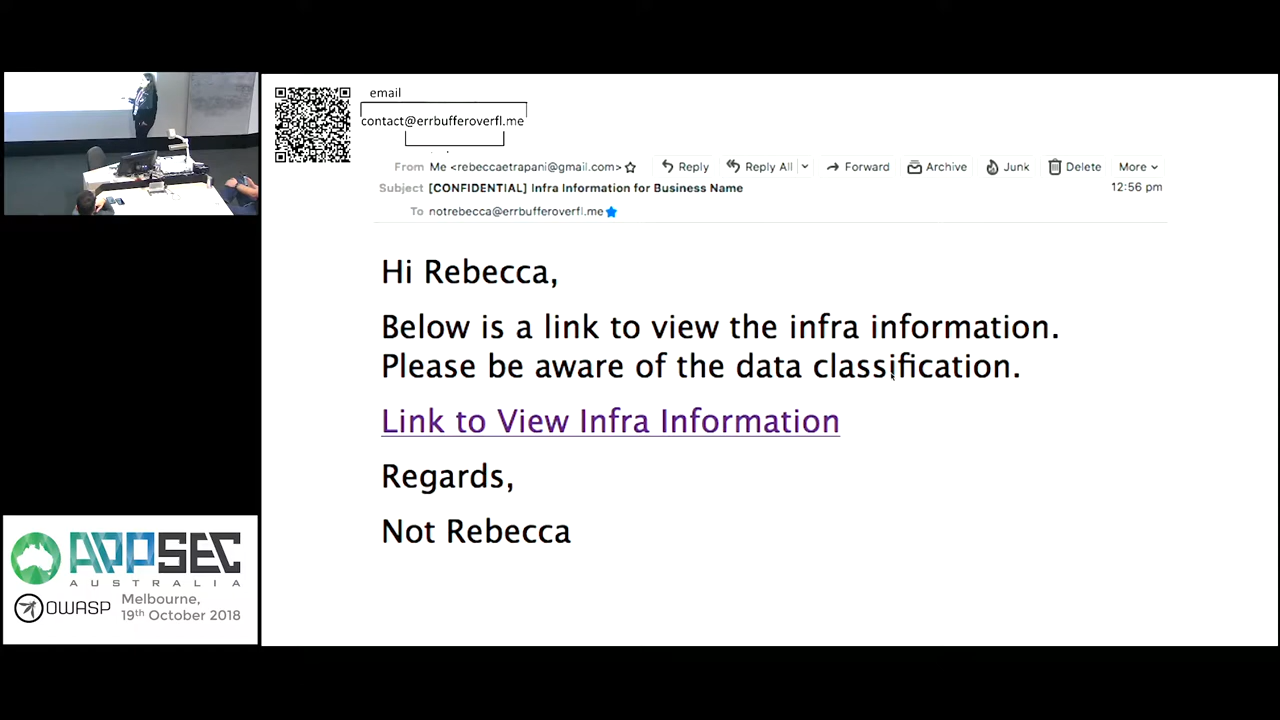 email
contact@errbufferoverfl.me
From Me <rebeccaetrapani@gmail.com> Reply Reply All Forward Archive Junk Delete More
Subject [CONFIDENTIAL] Infra Information for Business Name 12:56 pm
To notrebecca@errbufferoverfl.me
Hi Rebecca,
Below is a link to view the infra information.
Please be aware of the data classification.
Link to View Infra Information
Regards,
Not Rebecca
APPSEC
AUSTRALIA
OWASP
Melbourne,
19th October 2018